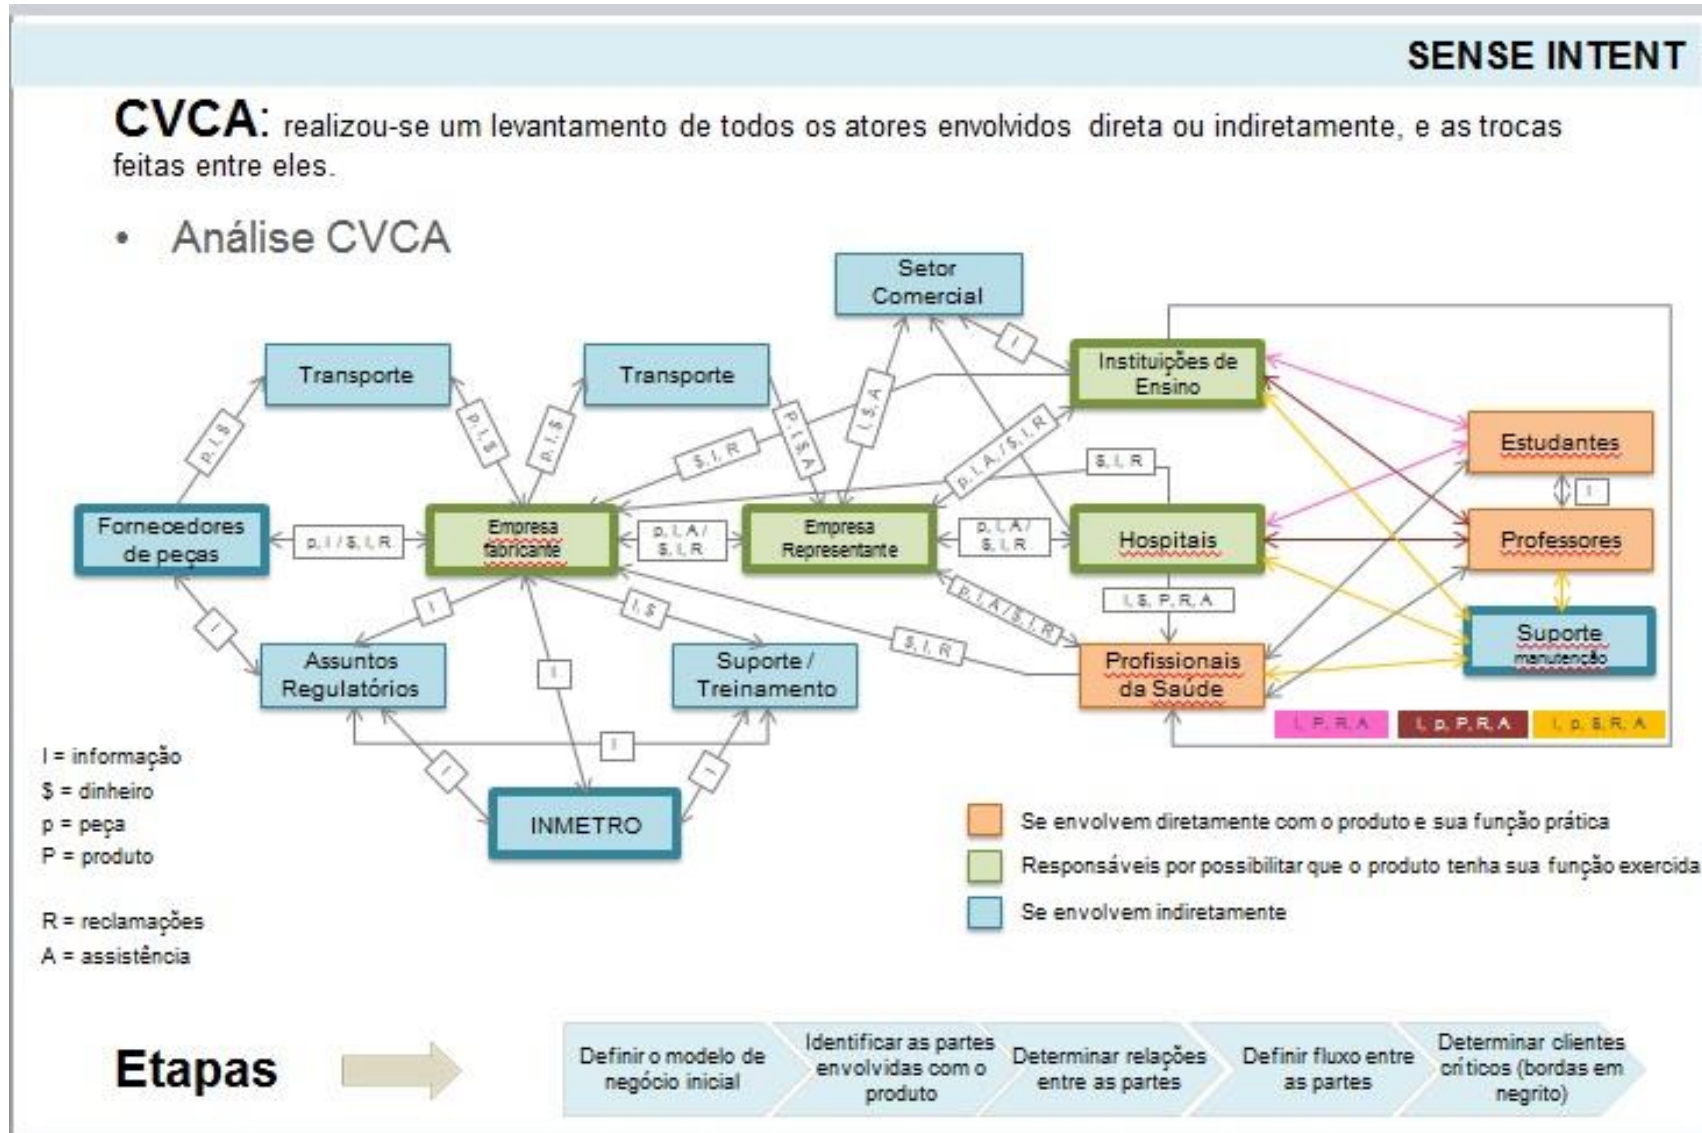 SENSE INTENT
CVCA: realizou-se um levantamento de todos os atores envolvidos direta ou indiretamente, e as trocas
feitas entre eles.
• Análise CVCA
Setor
Comercial
Transporte
Transporte
Instituições de
Ensino
Estudantes
Fornecedores
de peças
Empresa
fabricante
Empresa
Representante
Hospitais
Professores
Suporte
manutenção
Assuntos
Regulatórios
Suporte /
Treinamento
Profissionais
da Saúde
INMETRO
p, I, $
p, I, $
p, I, $
P, I, $, A
I, $, A
I
$, I, R
p, I, A, / $, I, R
$, I, R
I
p, I / $, I, R
p, I, A /
$, I, R
p, I, A /
$, I, R
I, $, P, R, A
p, I, A / $, I, R
$, I, R
I
I
I, $
I
I
I
I
I, P, R, A
I, p, P, R, A
I, p, $, R, A
I = informação
$ = dinheiro
p = peça
P = produto
R = reclamações
A = assistência
Se envolvem diretamente com o produto e sua função prática
Responsáveis por possibilitar que o produto tenha sua função exercida
Se envolvem indiretamente
Etapas
Definir o modelo de
negócio inicial
Identificar as partes
envolvidas com o
produto
Determinar relações
entre as partes
Definir fluxo entre
as partes
Determinar clientes
críticos (bordas em
negrito)